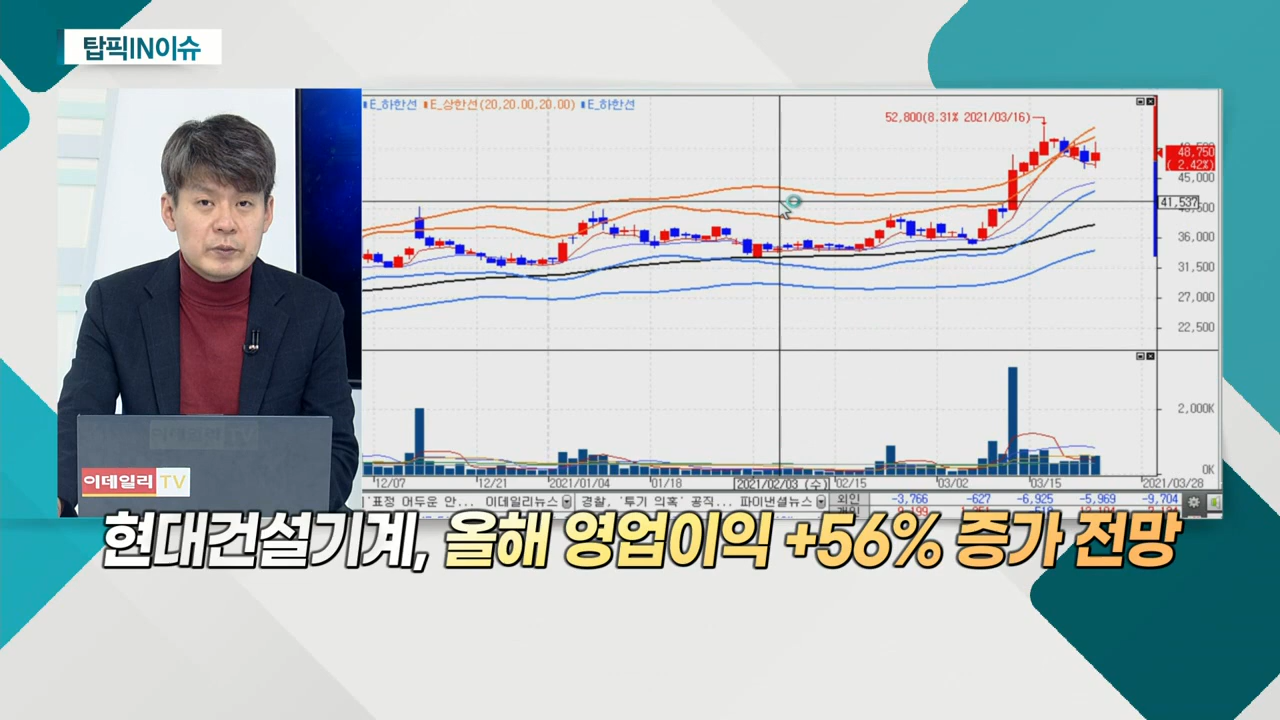 탑픽IN이슈
E_하한선 E_상한선(20,20.00,20.00) E_하한선
52,800(8.31% 2021/03/16)
48,750
( 2.42%)
45,000
41,537
36,000
31,500
27,000
22,500
2,000K
0K
12/07 12/21 2021/01/04 01/18 2021/02/03 (수) 02/15 03/02 03/15 2021/03/28
'표정 어두운 안... 이데일리뉴스 경찰, '투기 의혹' 공직... 파이낸셜뉴스 외인 -3,766 -627 -6,925 -5,969 -9,704
이데일리TV
현대건설기계, 올해 영업이익 +56% 증가 전망